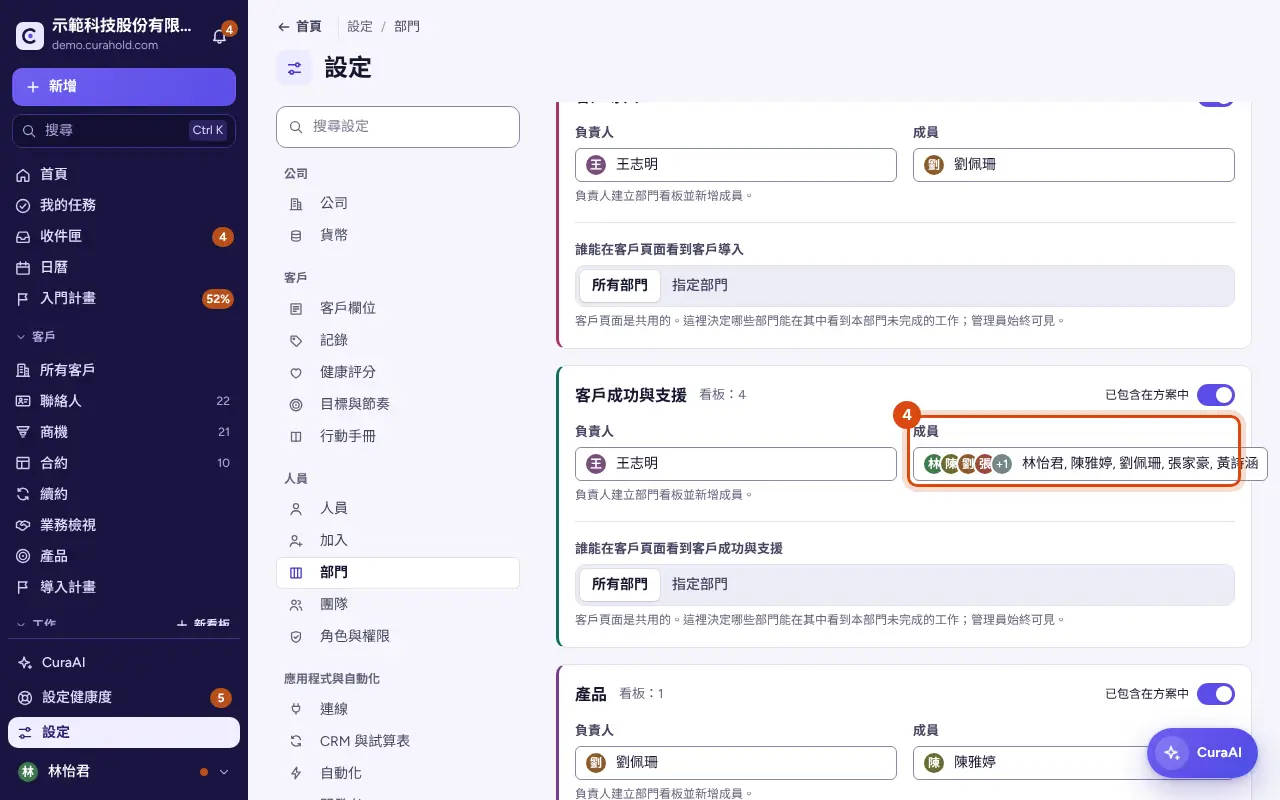 示範科技股份有限...
demo.curahold.com
4
新增
搜尋
Ctrl K
首頁
我的任務
收件匣
4
日曆
入門計畫
52%
客戶
所有客戶
聯絡人
22
商機
21
合約
10
續約
業務檢視
產品
導入計畫
工作
新看板
CuraAI
設定健康度
5
設定
林 林怡君
首頁
設定 / 部門
設定
搜尋設定
公司
公司
貨幣
客戶
客戶欄位
記錄
健康評分
目標與節奏
行動手冊
人員
人員
加入
部門
團隊
角色與權限
應用程式與自動化
連線
CRM 與試算表
自動化
負責人
成員
王 王志明
劉 劉佩珊
負責人建立部門看板並新增成員。
誰能在客戶頁面看到客戶導入
所有部門
指定部門
客戶頁面是共用的。這裡決定哪些部門能在其中看到本部門未完成的工作；管理員始終可見。
客戶成功與支援
看板：4
已包含在方案中
4
負責人
成員
王 王志明
林 陳 劉 張 +1 林怡君, 陳雅婷, 劉佩珊, 張家豪, 黃詩涵
負責人建立部門看板並新增成員。
誰能在客戶頁面看到客戶成功與支援
所有部門
指定部門
客戶頁面是共用的。這裡決定哪些部門能在其中看到本部門未完成的工作；管理員始終可見。
產品
看板：1
已包含在方案中
負責人
成員
劉 劉佩珊
陳 陳雅婷
負責人建立部門看板並新增成員。
CuraAI